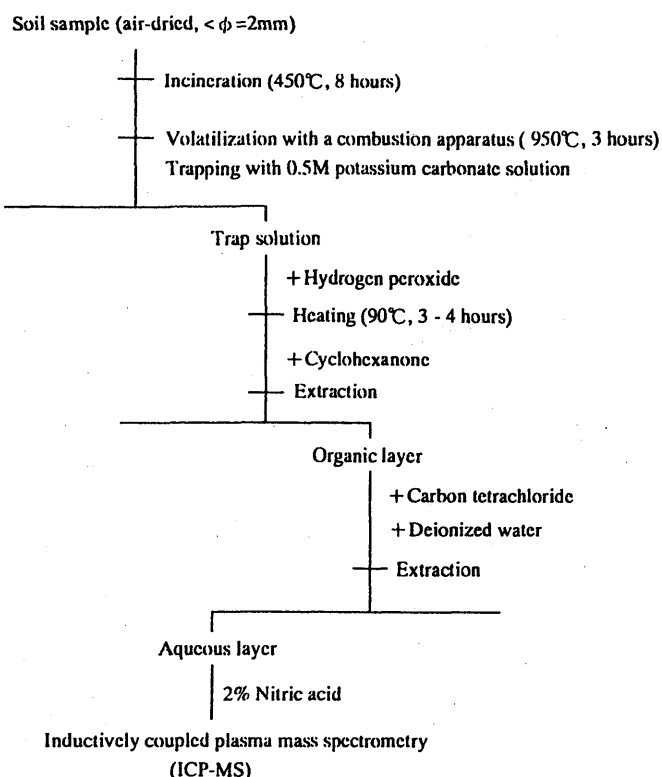 Soil sample (air-dried, < ϕ =2mm)
Incineration (450℃, 8 hours)
Volatilization with a combustion apparatus ( 950℃, 3 hours)
Trapping with 0.5M potassium carbonate solution
Trap solution
+Hydrogen peroxide
Heating (90℃, 3 - 4 hours)
+Cyclohexanone
Extraction
Organic layer
+Carbon tetrachloride
+Deionized water
Extraction
Aqueous layer
2% Nitric acid
Inductively coupled plasma mass spectrometry
(ICP-MS)